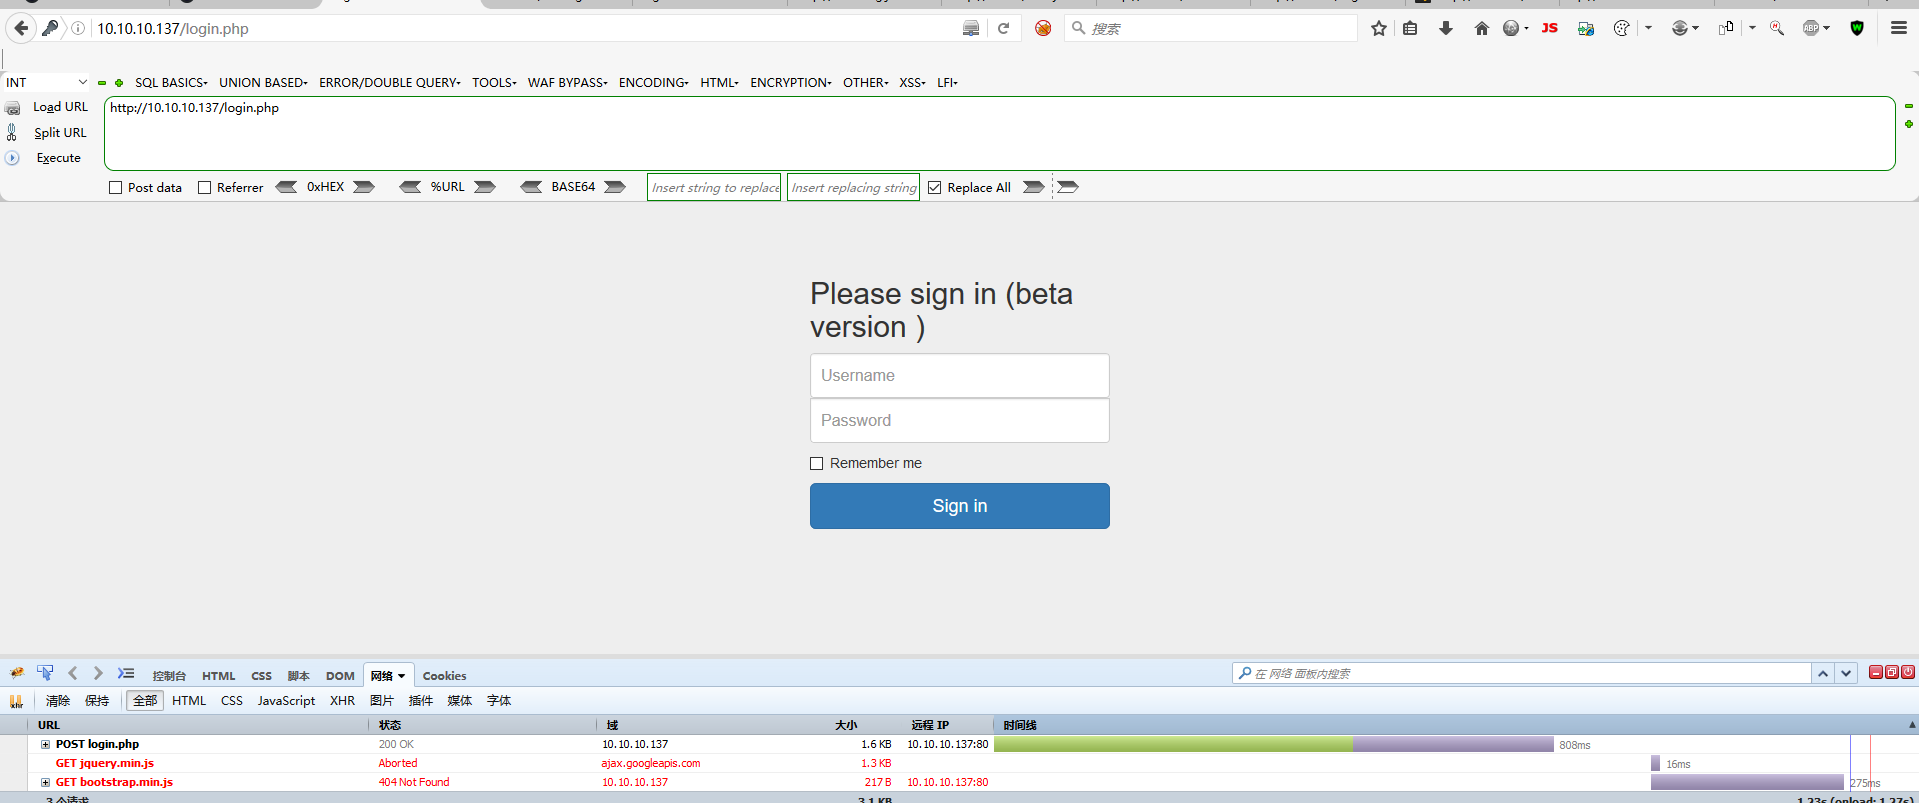 10.10.10.137/login.php
搜索
JS
ABP
INT
SQL BASICS UNION BASED ERROR/DOUBLE QUERY TOOLS WAF BYPASS ENCODING HTML ENCRYPTION OTHER XSS LFI
Load URL
http://10.10.10.137/login.php
Split URL
Execute
Post data Referrer 0xHEX %URL BASE64 Insert string to replace Insert replacing string Replace All
Please sign in (beta
version )
Username
Password
Remember me
Sign in
控制台 HTML CSS 脚本 DOM 网络 Cookies
在 网络 面板内搜索
清除 保持 全部 HTML CSS JavaScript XHR 图片 插件 媒体 字体
URL 状态 域 大小 远程 IP 时间线
POST login.php 200 OK 10.10.10.137 1.6 KB 10.10.10.137:80 808ms
GET jquery.min.js Aborted ajax.googleapis.com 1.3 KB 16ms
GET bootstrap.min.js 404 Not Found 10.10.10.137 217 B 10.10.10.137:80 275ms
3 个请求 3.1 KB 1.23s (onload: 1.27s)